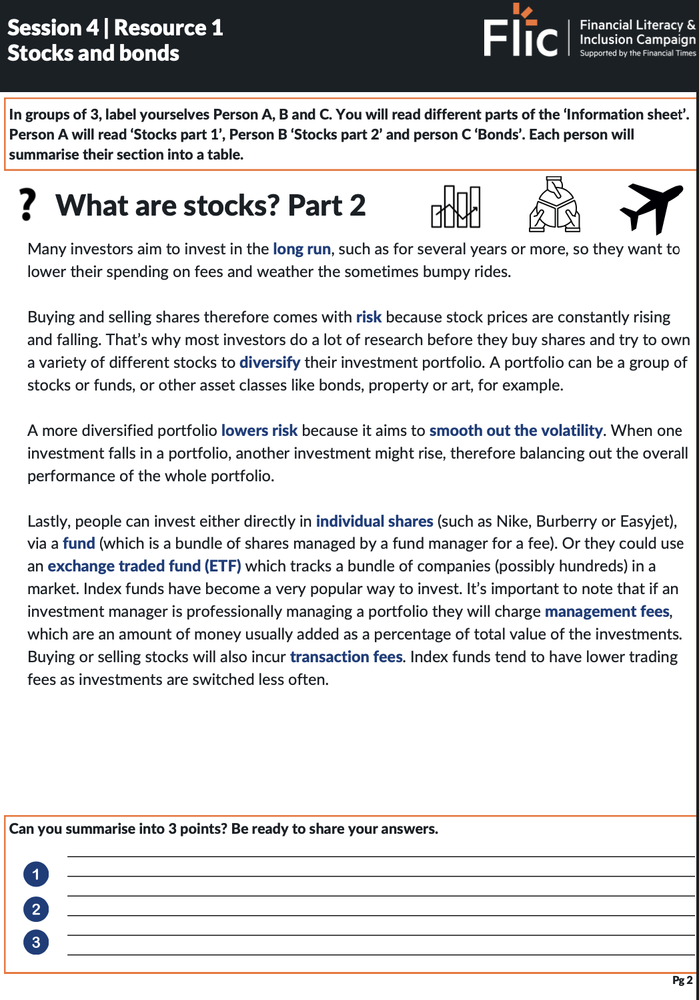 Session 4 | Resource 1
Stocks and bonds
Flic
Financial Literacy &
Inclusion Campaign
Supported by the Financial Times
In groups of 3, label yourselves Person A, B and C. You will read different parts of the ‘Information sheet’.
Person A will read ‘Stocks part 1’, Person B ‘Stocks part 2’ and person C ‘Bonds’. Each person will
summarise their section into a table.
? What are stocks? Part 2
Many investors aim to invest in the long run, such as for several years or more, so they want to
lower their spending on fees and weather the sometimes bumpy rides.
Buying and selling shares therefore comes with risk because stock prices are constantly rising
and falling. That’s why most investors do a lot of research before they buy shares and try to own
a variety of different stocks to diversify their investment portfolio. A portfolio can be a group of
stocks or funds, or other asset classes like bonds, property or art, for example.
A more diversified portfolio lowers risk because it aims to smooth out the volatility. When one
investment falls in a portfolio, another investment might rise, therefore balancing out the overall
performance of the whole portfolio.
Lastly, people can invest either directly in individual shares (such as Nike, Burberry or Easyjet),
via a fund (which is a bundle of shares managed by a fund manager for a fee). Or they could use
an exchange traded fund (ETF) which tracks a bundle of companies (possibly hundreds) in a
market. Index funds have become a very popular way to invest. It’s important to note that if an
investment manager is professionally managing a portfolio they will charge management fees,
which are an amount of money usually added as a percentage of total value of the investments.
Buying or selling stocks will also incur transaction fees. Index funds tend to have lower trading
fees as investments are switched less often.
Can you summarise into 3 points? Be ready to share your answers.
1
2
3
Pg 2